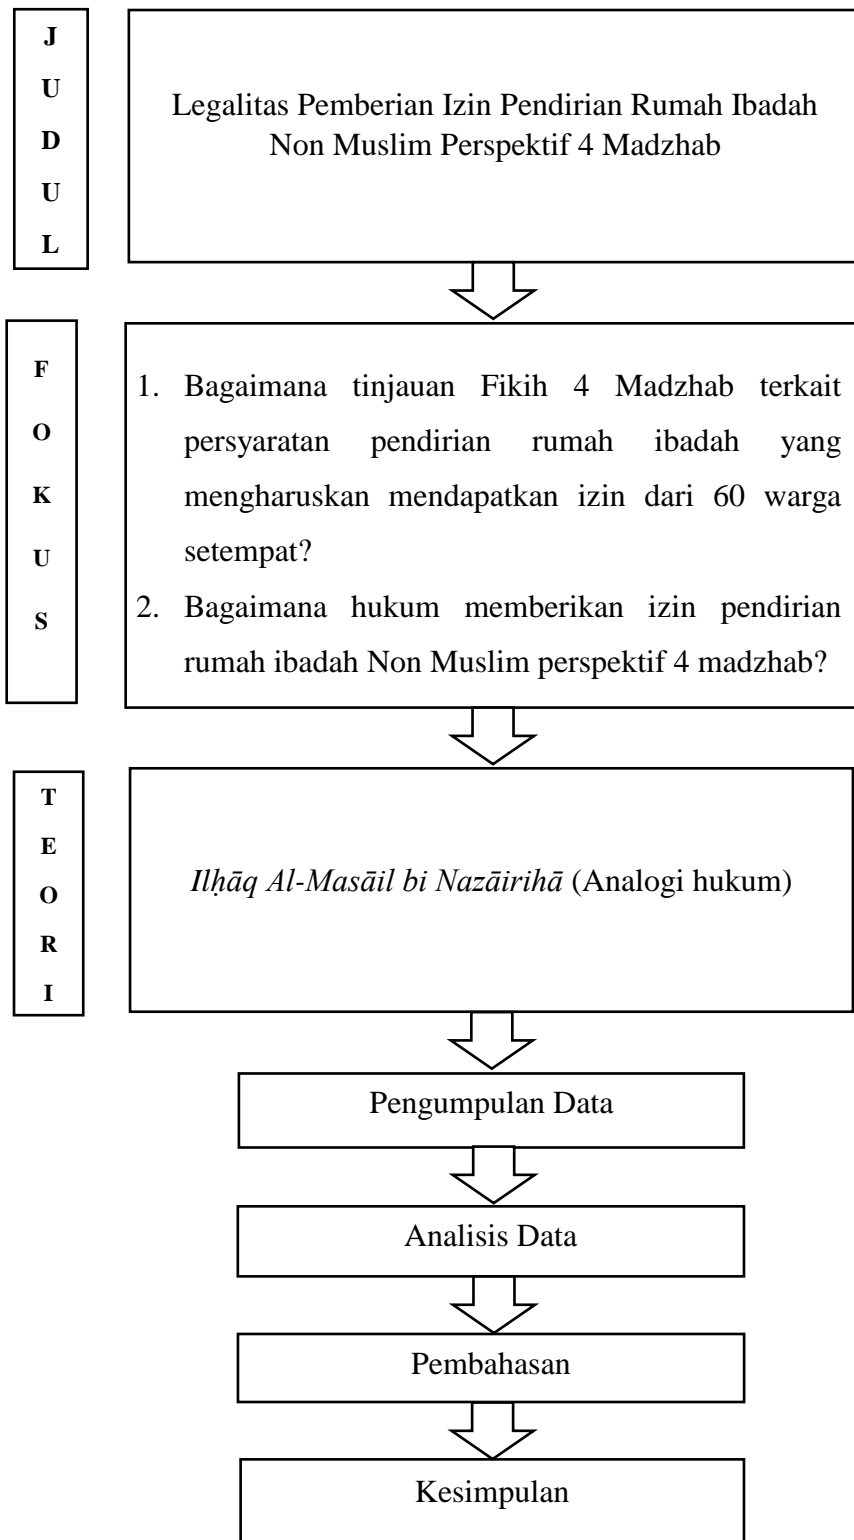 J
U
D
U
L
Legalitas Pemberian Izin Pendirian Rumah Ibadah
Non Muslim Perspektif 4 Madzhab
F
O
K
U
S
1. Bagaimana tinjauan Fikih 4 Madzhab terkait
persyaratan pendirian rumah ibadah yang
mengharuskan mendapatkan izin dari 60 warga
setempat?
2. Bagaimana hukum memberikan izin pendirian
rumah ibadah Non Muslim perspektif 4 madzhab?
T
E
O
R
I
Ilḥāq Al-Masāil bi Nazāirihā (Analogi hukum)
Pengumpulan Data
Analisis Data
Pembahasan
Kesimpulan